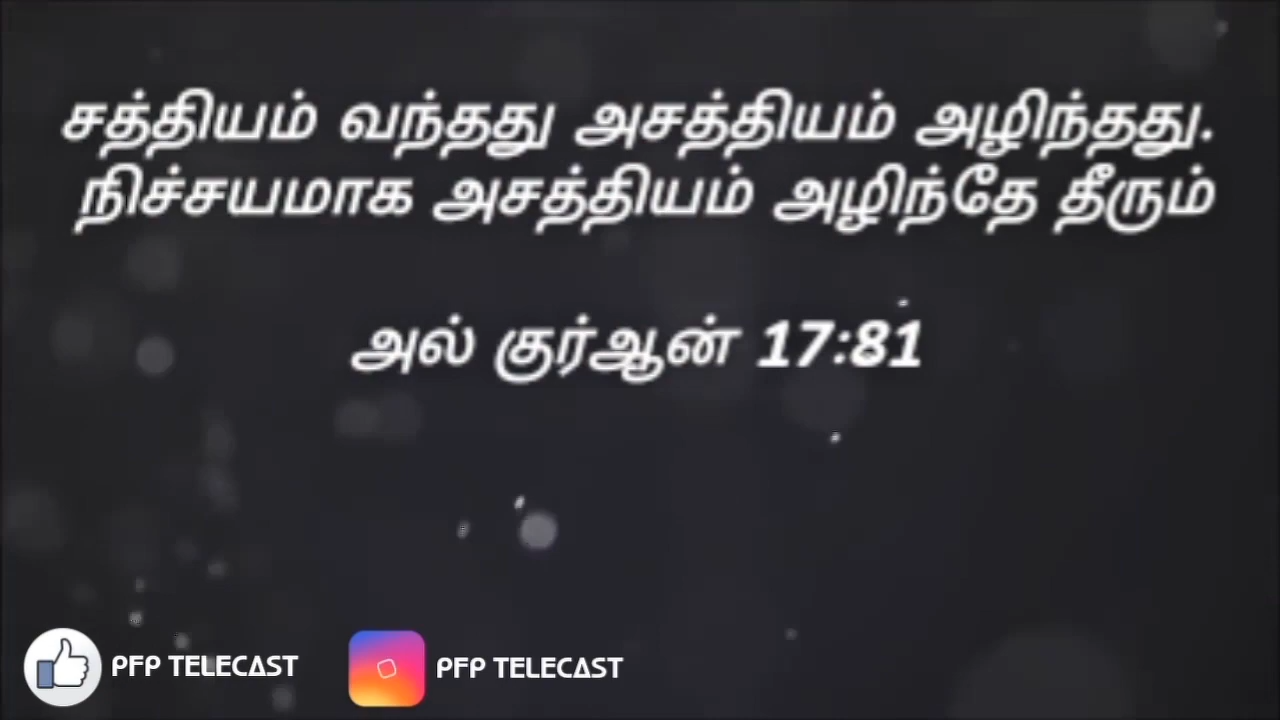 சத்தியம் வந்தது அசத்தியம் அழிந்தது.
நிச்சயமாக அசத்தியம் அழிந்தே தீரும்
அல் குர்ஆன் 17:81
PFP TELECAST
PFP TELECAST